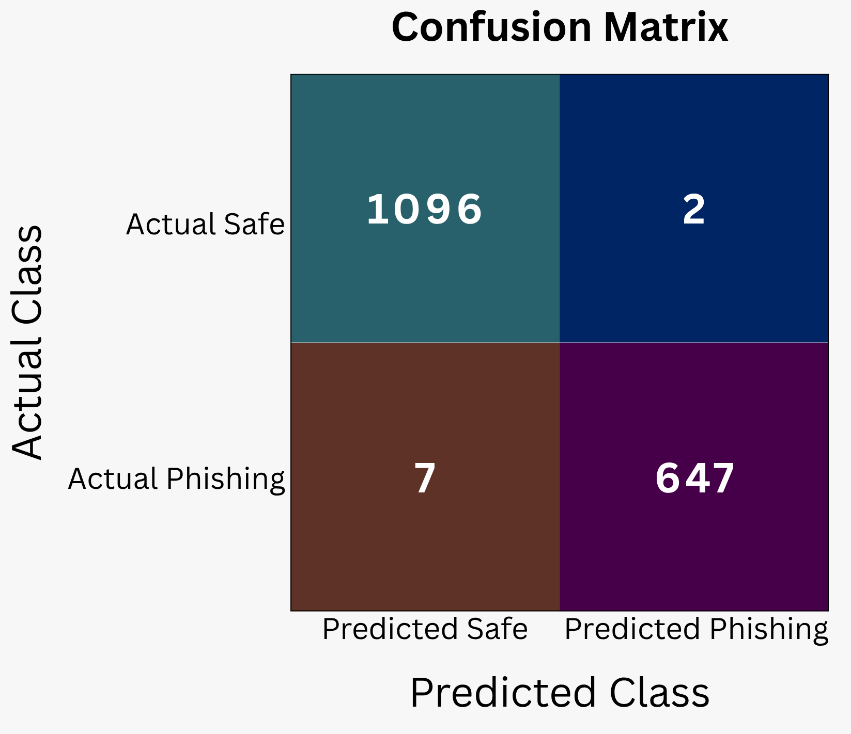 Confusion Matrix
Actual Class
Actual Safe
1096
2
Actual Phishing
7
647
Predicted Safe
Predicted Phishing
Predicted Class